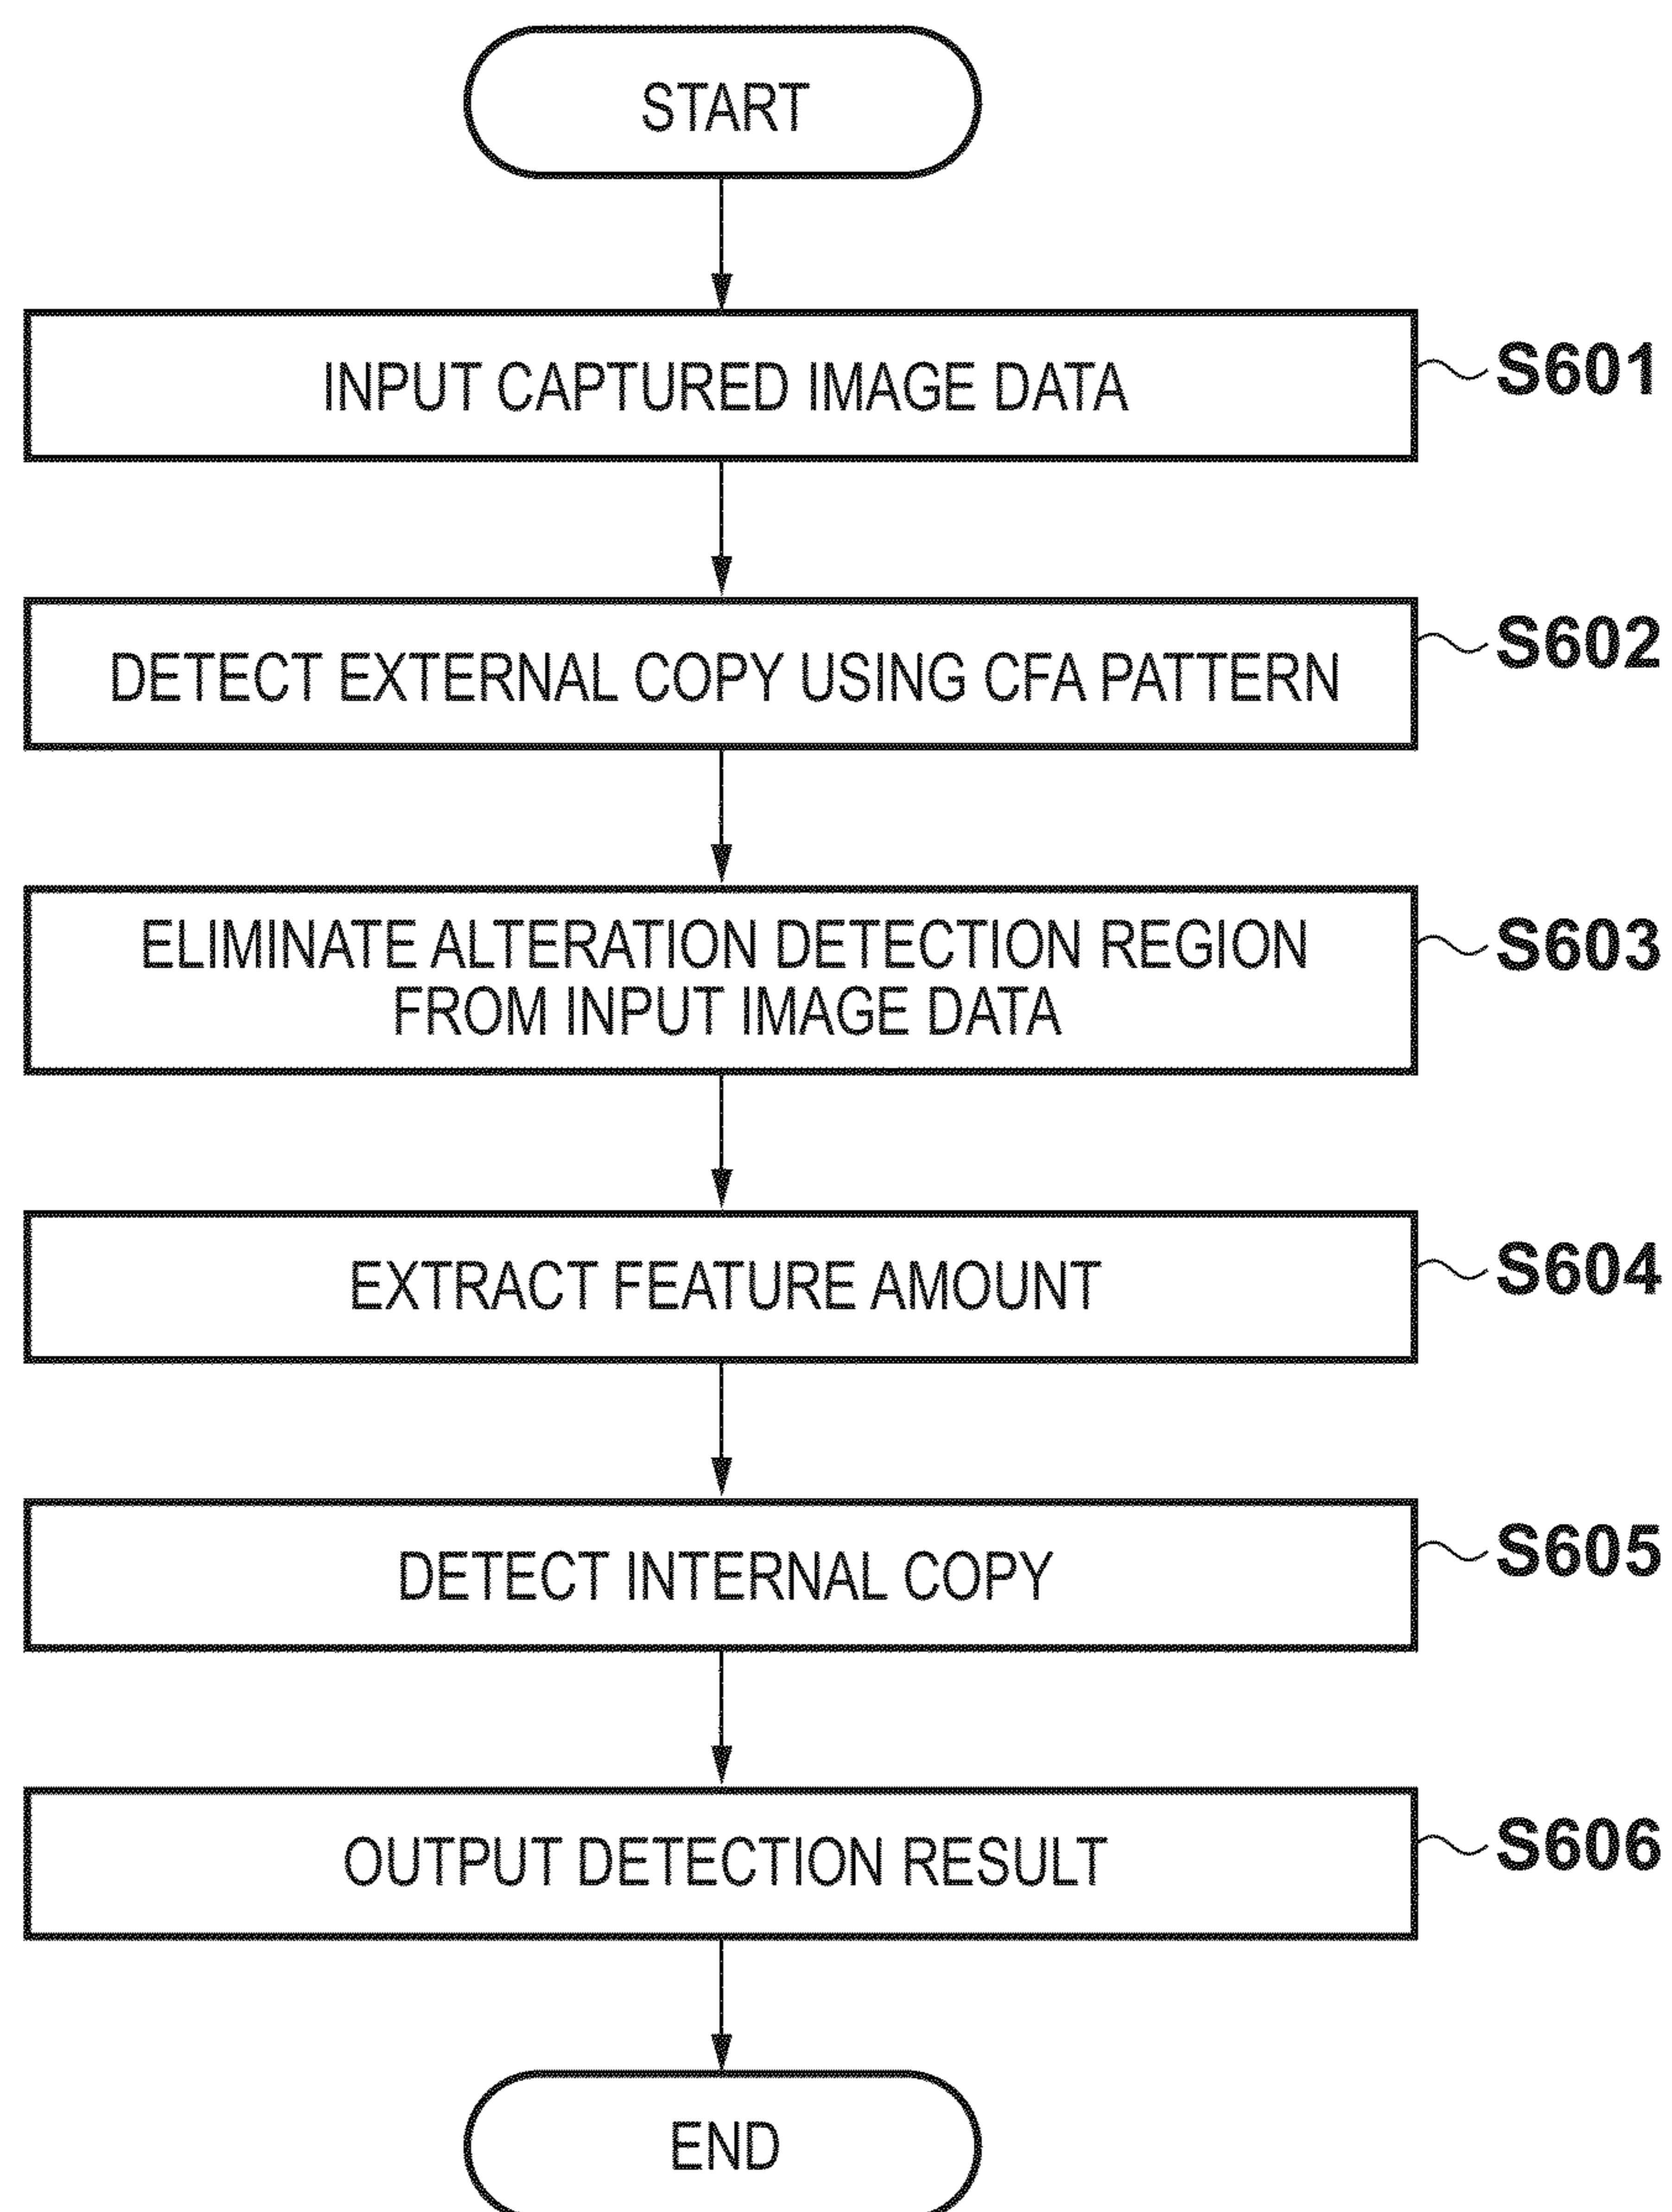 START
INPUT CAPTURED IMAGE DATA
S601
DETECT EXTERNAL COPY USING CFA PATTERN
S602
ELIMINATE ALTERATION DETECTION REGION
FROM INPUT IMAGE DATA
S603
EXTRACT FEATURE AMOUNT
S604
DETECT INTERNAL COPY
S605
OUTPUT DETECTION RESULT
S606
END